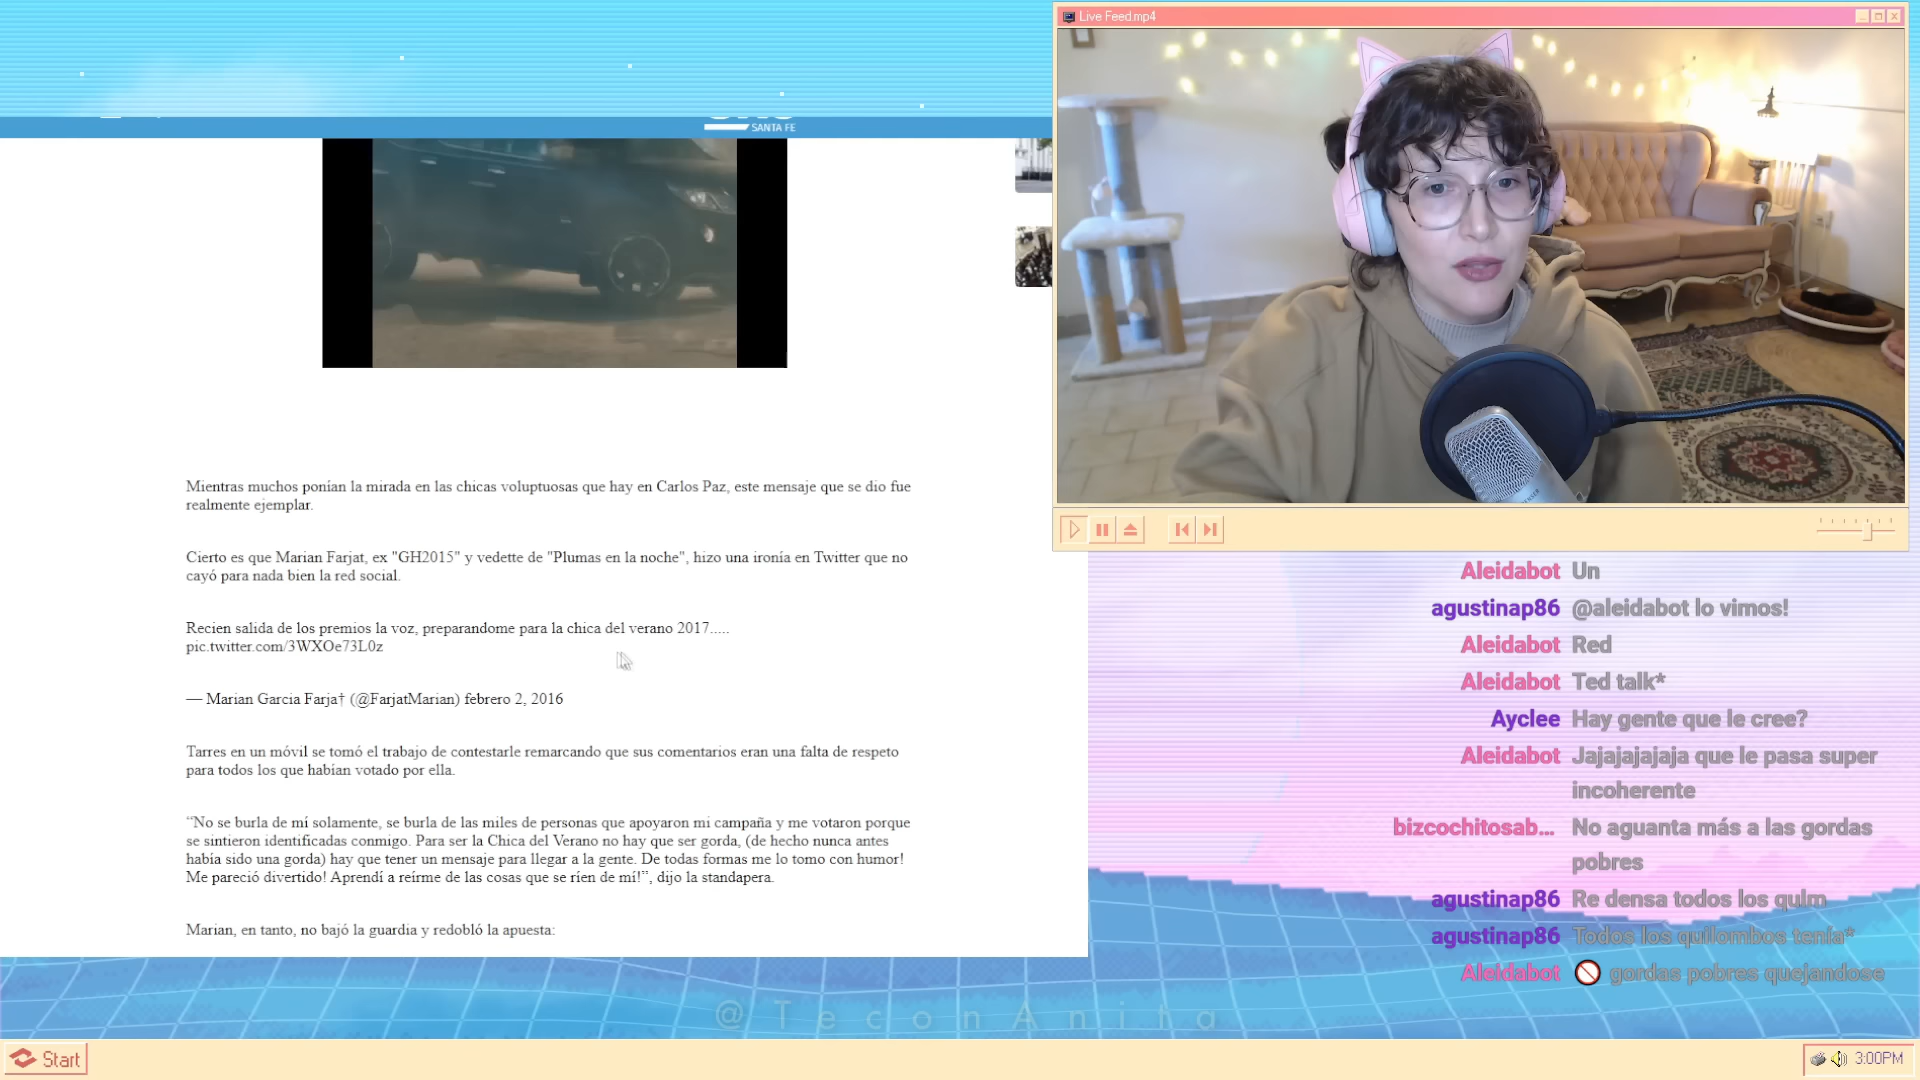 Live Feed.mp4
SANTA FE
Mientras muchos ponían la mirada en las chicas voluptuosas que hay en Carlos Paz, este mensaje que se dio fue
realmente ejemplar.
Cierto es que Marian Farjat, ex "GH2015" y vedette de "Plumas en la noche", hizo una ironía en Twitter que no
cayó para nada bien la red social.
Recien salida de los premios la voz, preparandome para la chica del verano 2017.....
pic.twitter.com/3WXOe73L0z
— Marian Garcia Farja† (@FarjatMarian) febrero 2, 2016
Tarres en un móvil se tomó el trabajo de contestarle remarcando que sus comentarios eran una falta de respeto
para todos los que habían votado por ella.
“No se burla de mí solamente, se burla de las miles de personas que apoyaron mi campaña y me votaron porque
se sintieron identificadas conmigo. Para ser la Chica del Verano no hay que ser gorda, (de hecho nunca antes
había sido una gorda) hay que tener un mensaje para llegar a la gente. De todas formas me lo tomo con humor!
Me pareció divertido! Aprendí a reírme de las cosas que se ríen de mí!”, dijo la standapera.
Marian, en tanto, no bajó la guardia y redobló la apuesta:
Aleidabot Un
agustinap86 @aleidabot lo vimos!
Aleidabot Red
Aleidabot Ted talk*
Ayclee Hay gente que le cree?
Aleidabot Jajajajajaja que le pasa super
incoherente
bizcochitosab... No aguanta más a las gordas
pobres
agustinap86 Re densa todos los qulm
agustinap86 Todos los quilombos tenía*
Aleidabot 🚫 gordas pobres quejandose
@TeconAnita
Start
3:00PM